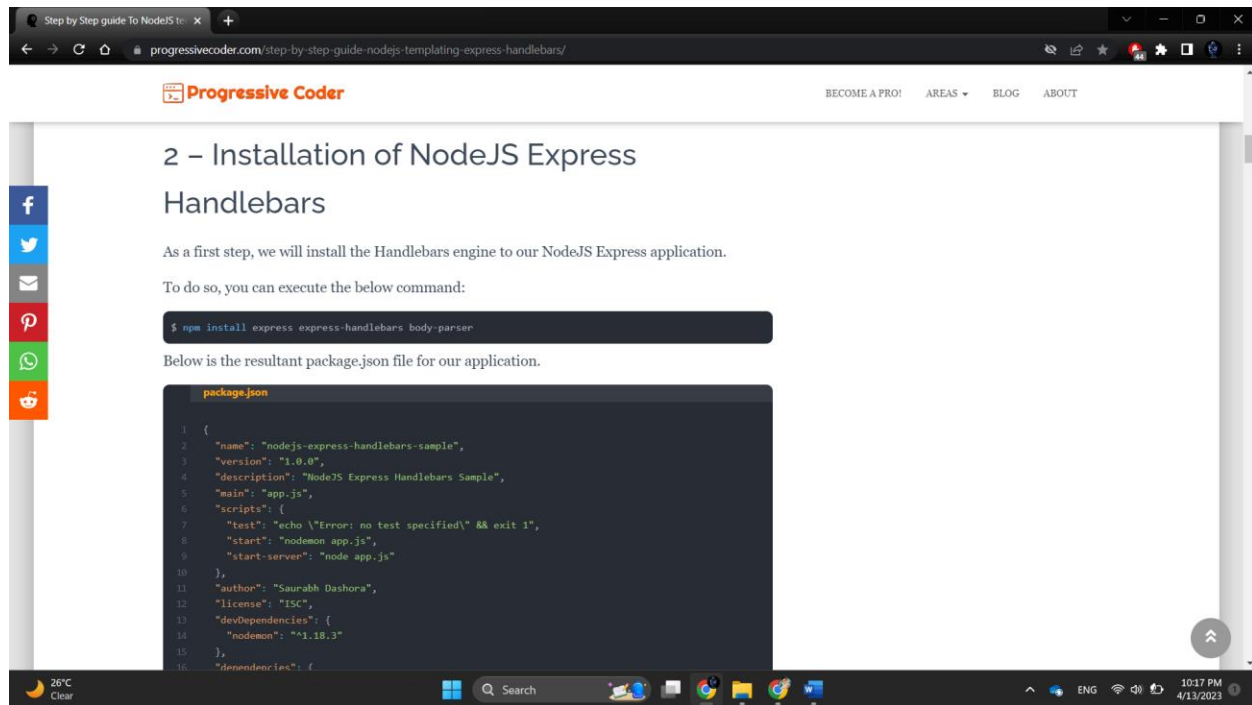 Step by Step guide To NodeJS te
progressivecoder.com/step-by-step-guide-nodejs-templating-express-handlebars/
44
Progressive Coder
BECOME A PRO! AREAS BLOG ABOUT
2 – Installation of NodeJS Express
Handlebars
As a first step, we will install the Handlebars engine to our NodeJS Express application.
To do so, you can execute the below command:
$ npm install express express-handlebars body-parser
Below is the resultant package.json file for our application.
package.json
1 {
2 "name": "nodejs-express-handlebars-sample",
3 "version": "1.0.0",
4 "description": "NodeJS Express Handlebars Sample",
5 "main": "app.js",
6 "scripts": {
7 "test": "echo \"Error: no test specified\" && exit 1",
8 "start": "nodemon app.js",
9 "start-server": "node app.js"
10 },
11 "author": "Saurabh Dashora",
12 "license": "ISC",
13 "devDependencies": {
14 "nodemon": "^1.18.3"
15 },
16 "dependencies": {
26°C
Clear
Search
ENG
10:17 PM
4/13/2023
1